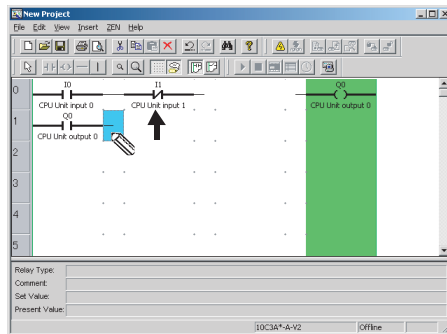 New Project
File Edit View Insert ZEN Help
0
I0
I1
Q0
CPU Unit input 0
CPU Unit input 1
CPU Unit output 0
1
Q0
CPU Unit output 0
2
3
4
5
Relay Type:
Comment:
Set Value:
Present Value:
10C3A*-A-V2
Offline